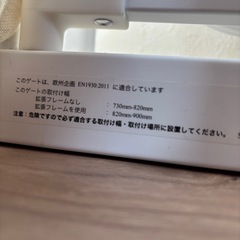 このゲートは、欧州企画 EN1930:2011 に適合しています
このゲートの取付け幅
拡張フレームなし : 730mm-820mm
拡張フレームを使用 : 820mm-900mm
注意：危険ですので必ず適合する取付け幅・取付け場所に設置してください。